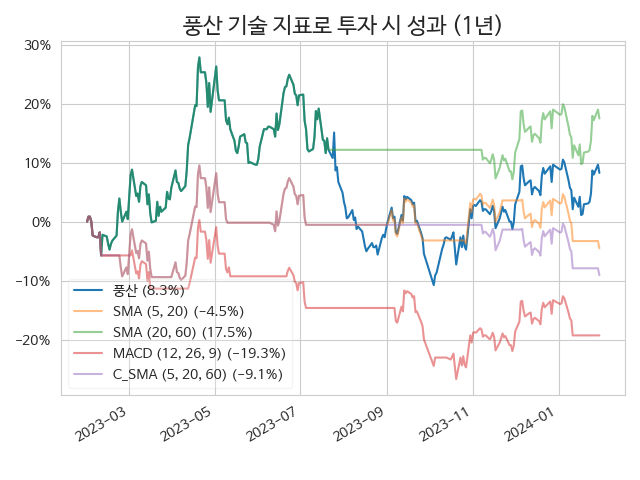 풍산 기술 지표로 투자 시 성과 (1년)
30%
20%
10%
0%
−10%
−20%
풍산 (8.3%)
SMA (5, 20) (−4.5%)
SMA (20, 60) (17.5%)
MACD (12, 26, 9) (−19.3%)
C_SMA (5, 20, 60) (−9.1%)
2023-03
2023-05
2023-07
2023-09
2023-11
2024-01